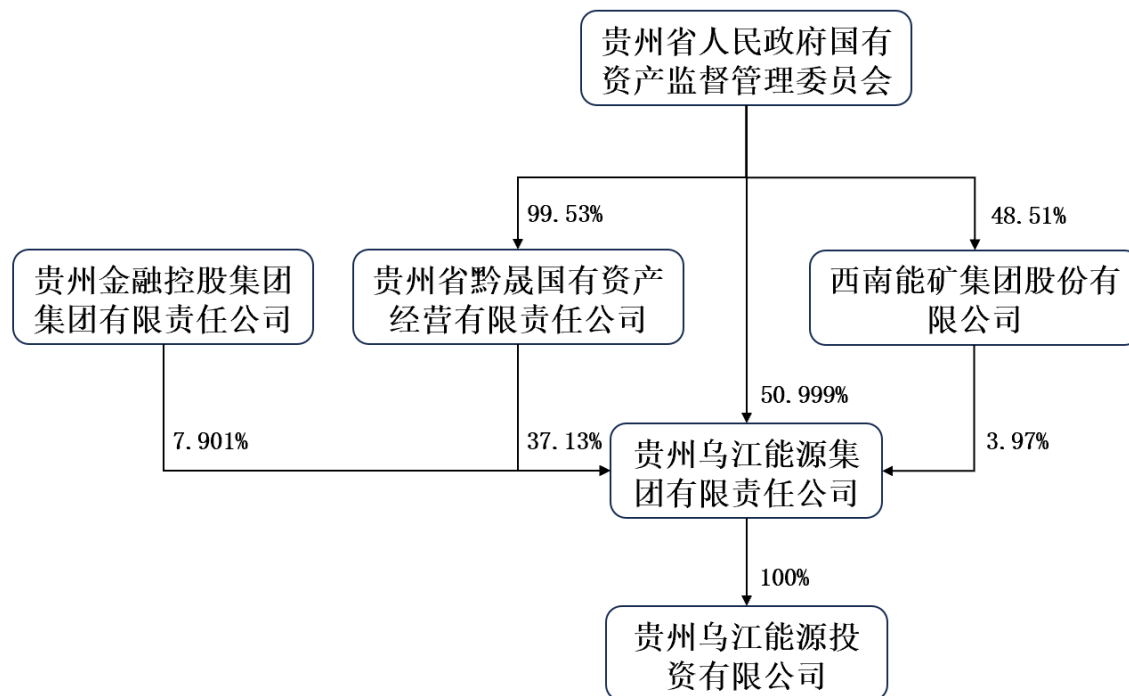 贵州省人民政府国有
资产监督管理委员会
99.53%
48.51%
贵州金融控股集团
集团有限责任公司
贵州省黔晟国有资产
经营有限责任公司
西南能矿集团股份有
限公司
50.999%
7.901%
37.13%
3.97%
贵州乌江能源集
团有限责任公司
100%
贵州乌江能源投
资有限公司